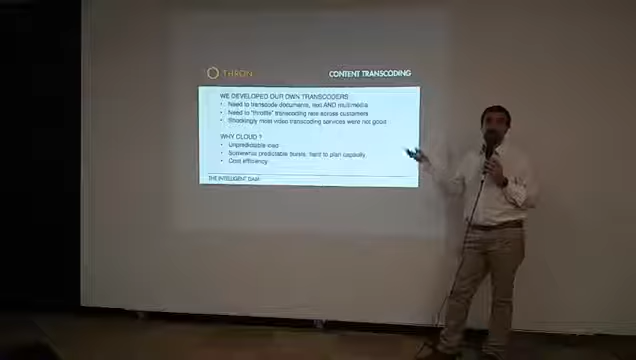 THRON
CONTENT TRANSCODING
WE DEVELOPED OUR OWN TRANSCODERS
• Need to transcode documents, text AND multimedia
• Need to "throttle" transcoding rate across customers
• Shockingly most video transcoding services were not good
WHY CLOUD ?
• Unpredictable load
• Somewhat predictable bursts, hard to plan capacity
• Cost efficiency
THE INTELLIGENT DAM